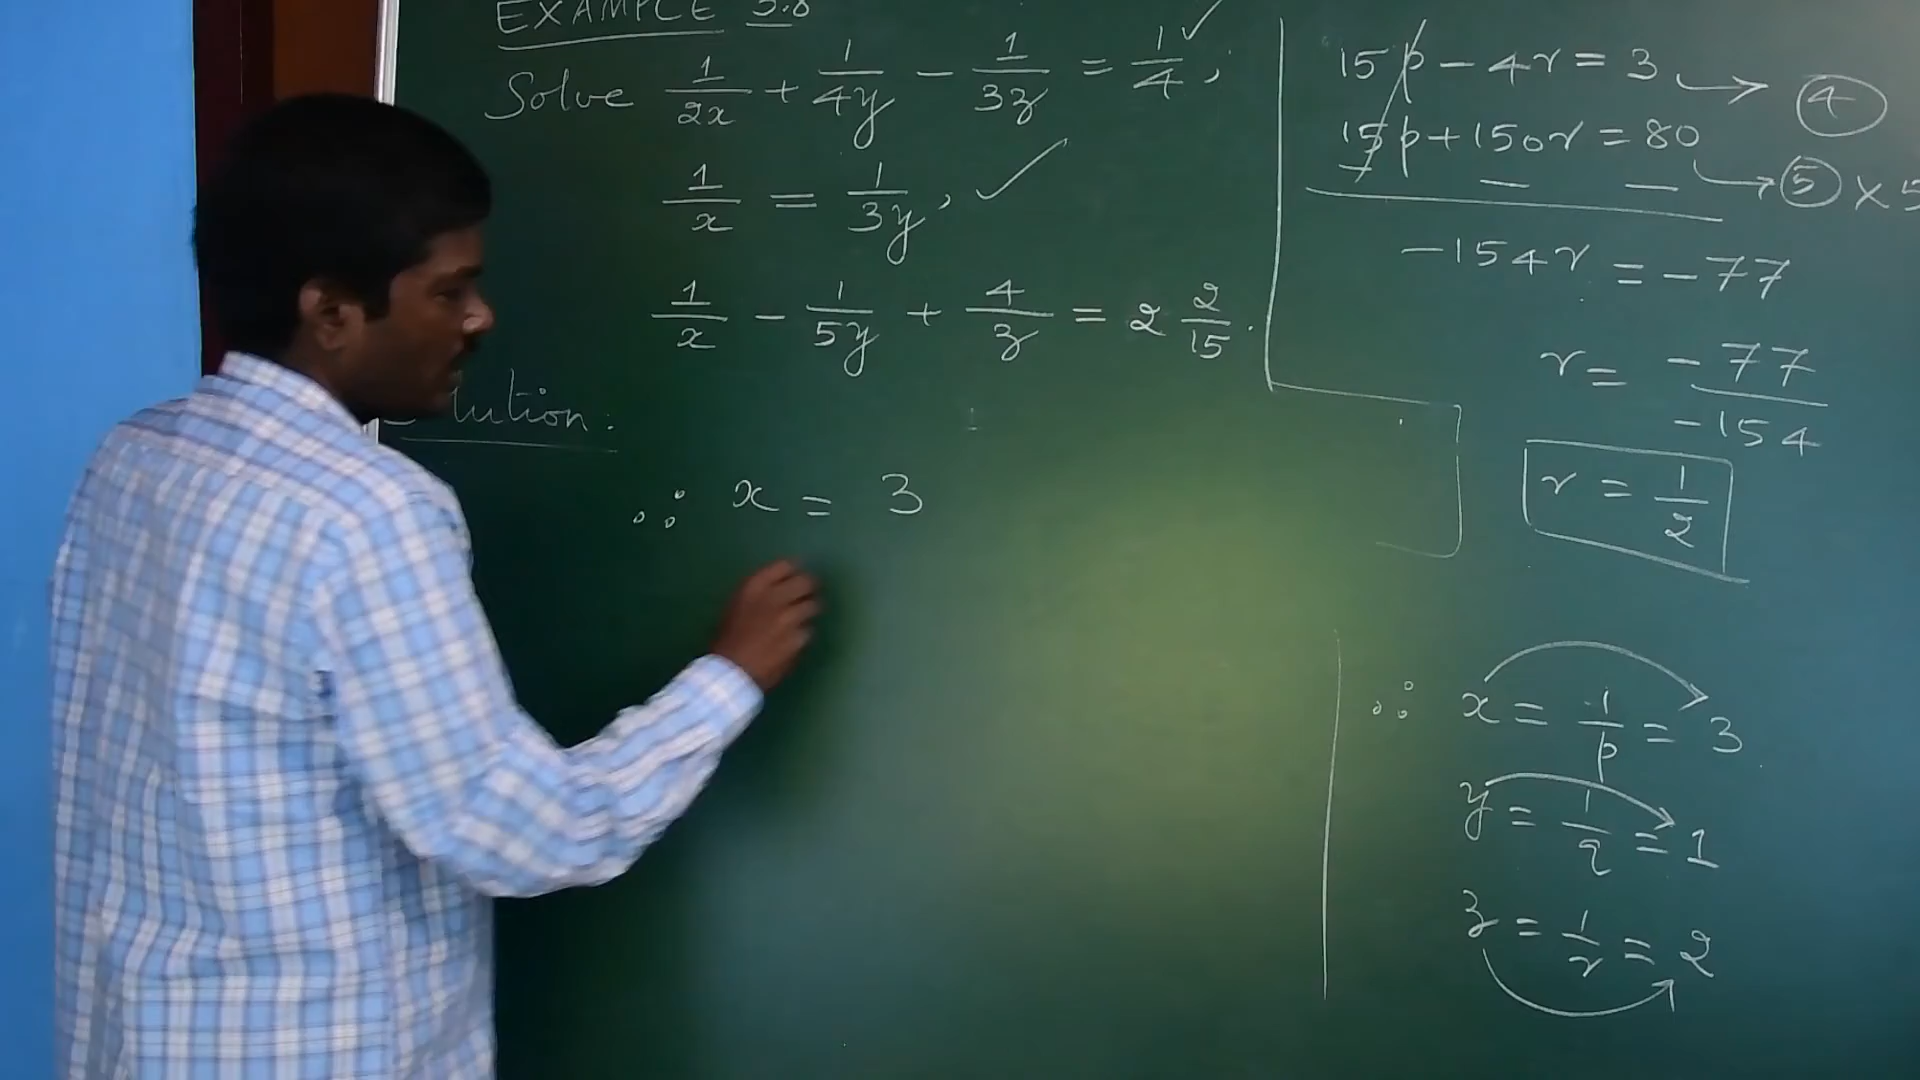 EXAMPLE 3.8
Solve 1/2x + 1/4y - 1/3z = 1/4 ✓,
1/x = 1/3y, ✓
1/x - 1/5y + 4/z = 2 2/15.
lution:
∴ x = 3
15p - 4r = 3 → ④
15p + 150r = 80 → ⑤ × 5
- - -
-154r = -77
r = -77/-154
r = 1/2
∴ x = 1/p = 3
y = 1/q = 1
z = 1/r = 2